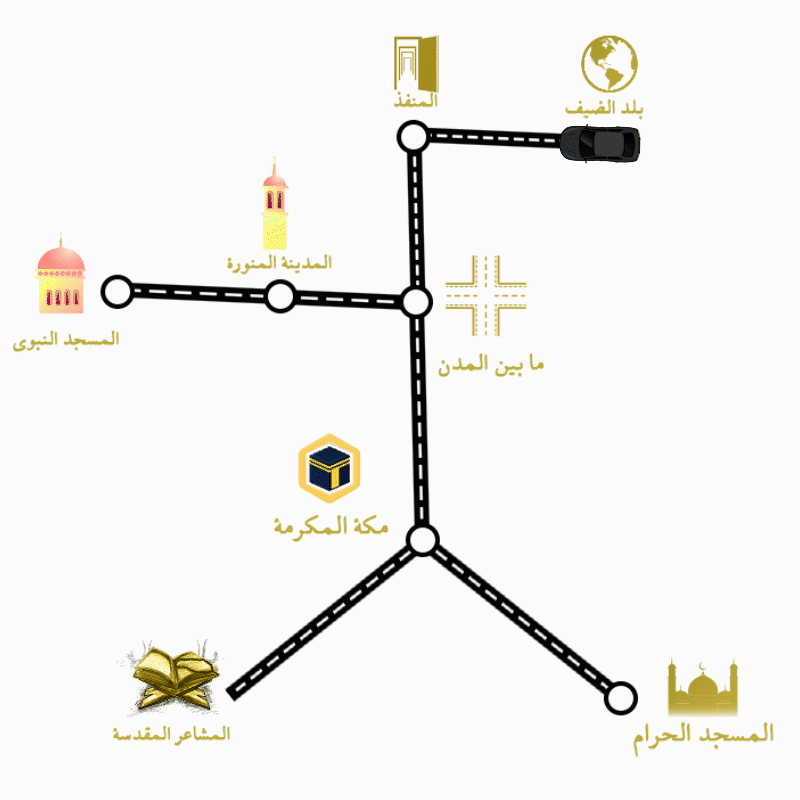 بلد الضيف
المنفذ
المدينة المنورة
المسجد النبوى
ما بين المدن
مكة المكرمة
المسجد الحرام
المشاعر المقدسة